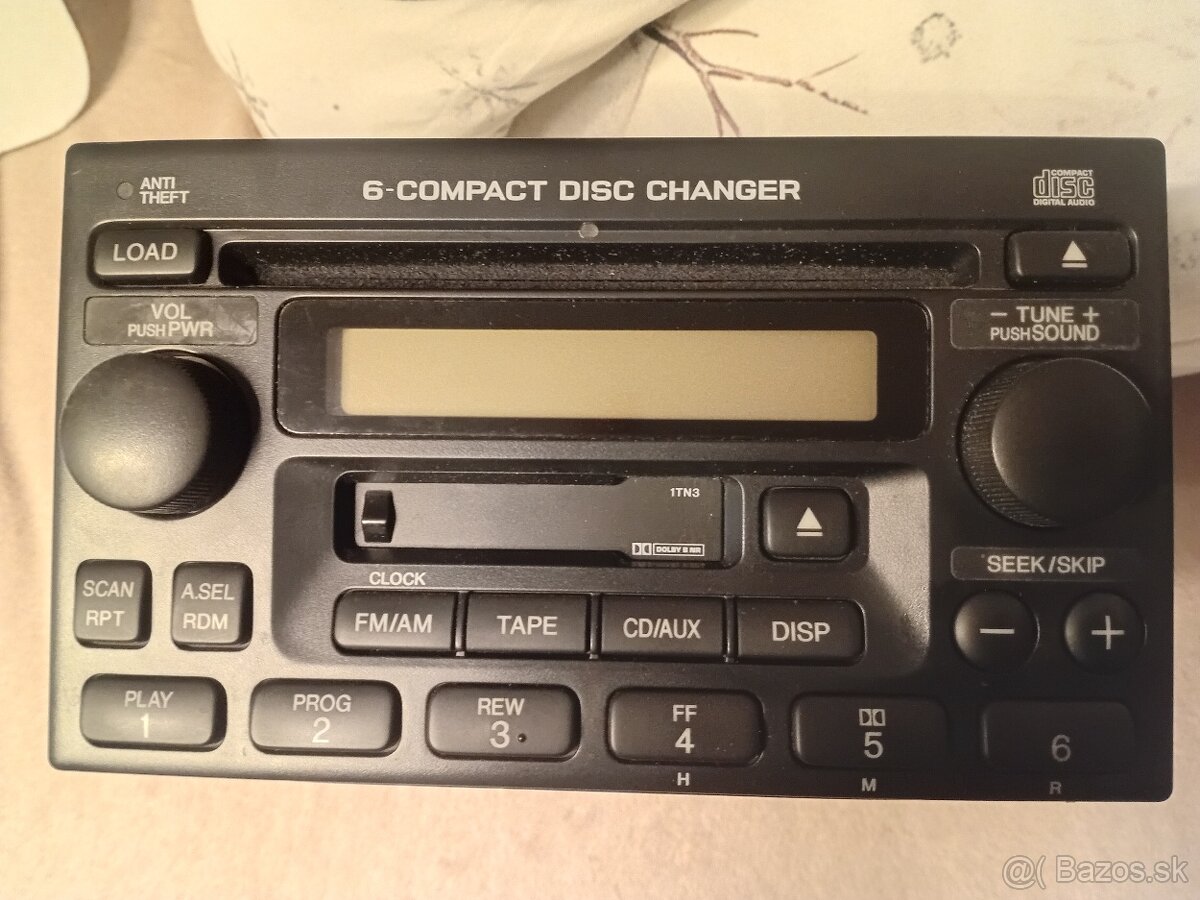 ANTI
THEFT
6-COMPACT DISC CHANGER
COMPACT
disc
DIGITAL AUDIO
LOAD
VOL
PUSH PWR
− TUNE +
PUSH SOUND
1TN3
DOLBY B NR
CLOCK
SEEK/SKIP
SCAN
RPT
A.SEL
RDM
FM/AM
TAPE
CD/AUX
DISP
− +
PLAY
1
PROG
2
REW
3
FF
4
5
6
H
M
R
@( Bazos.sk